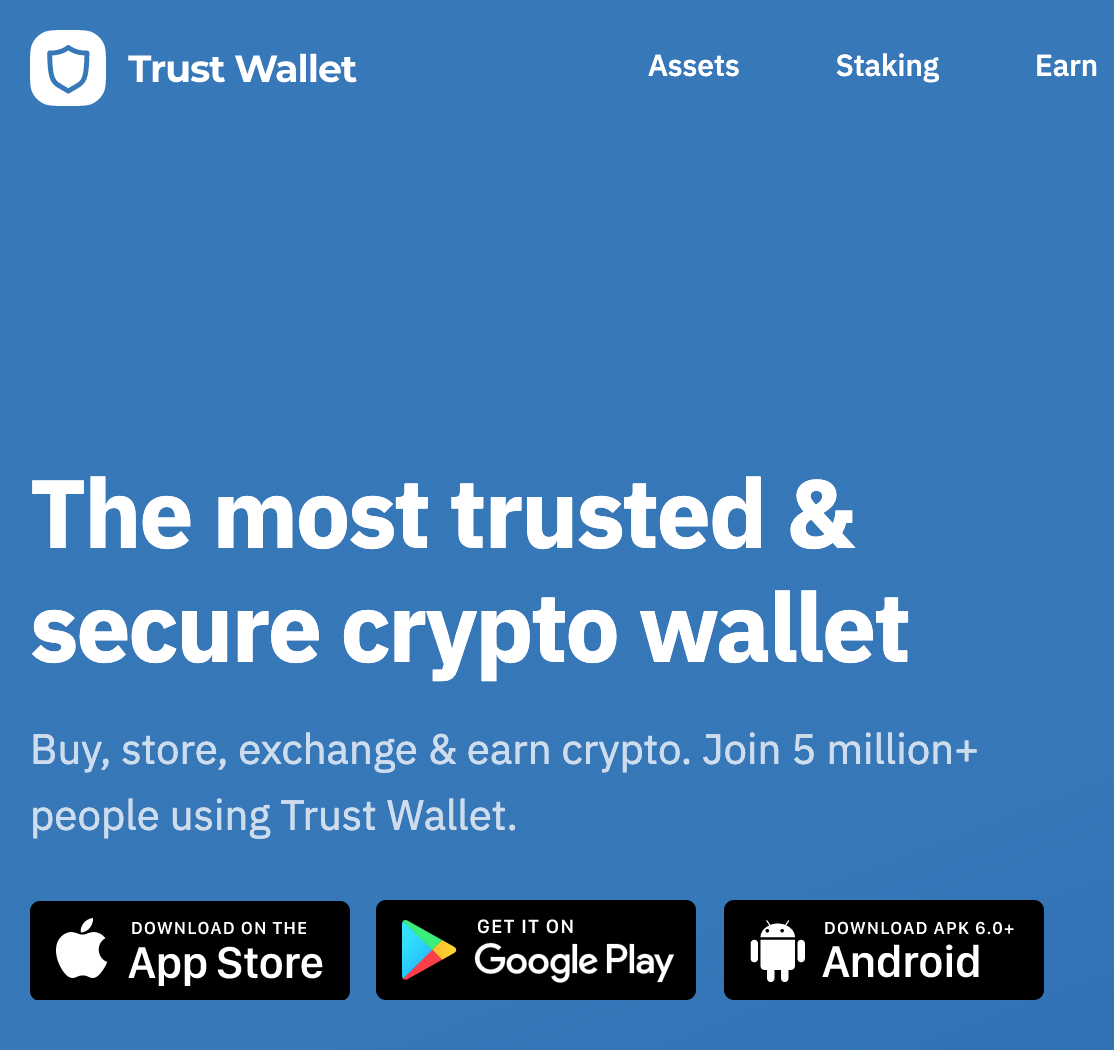 Trust Wallet
Assets Staking Earn
The most trusted &
secure crypto wallet
Buy, store, exchange & earn crypto. Join 5 million+
people using Trust Wallet.
DOWNLOAD ON THE
App Store
GET IT ON
Google Play
DOWNLOAD APK 6.0+
Android